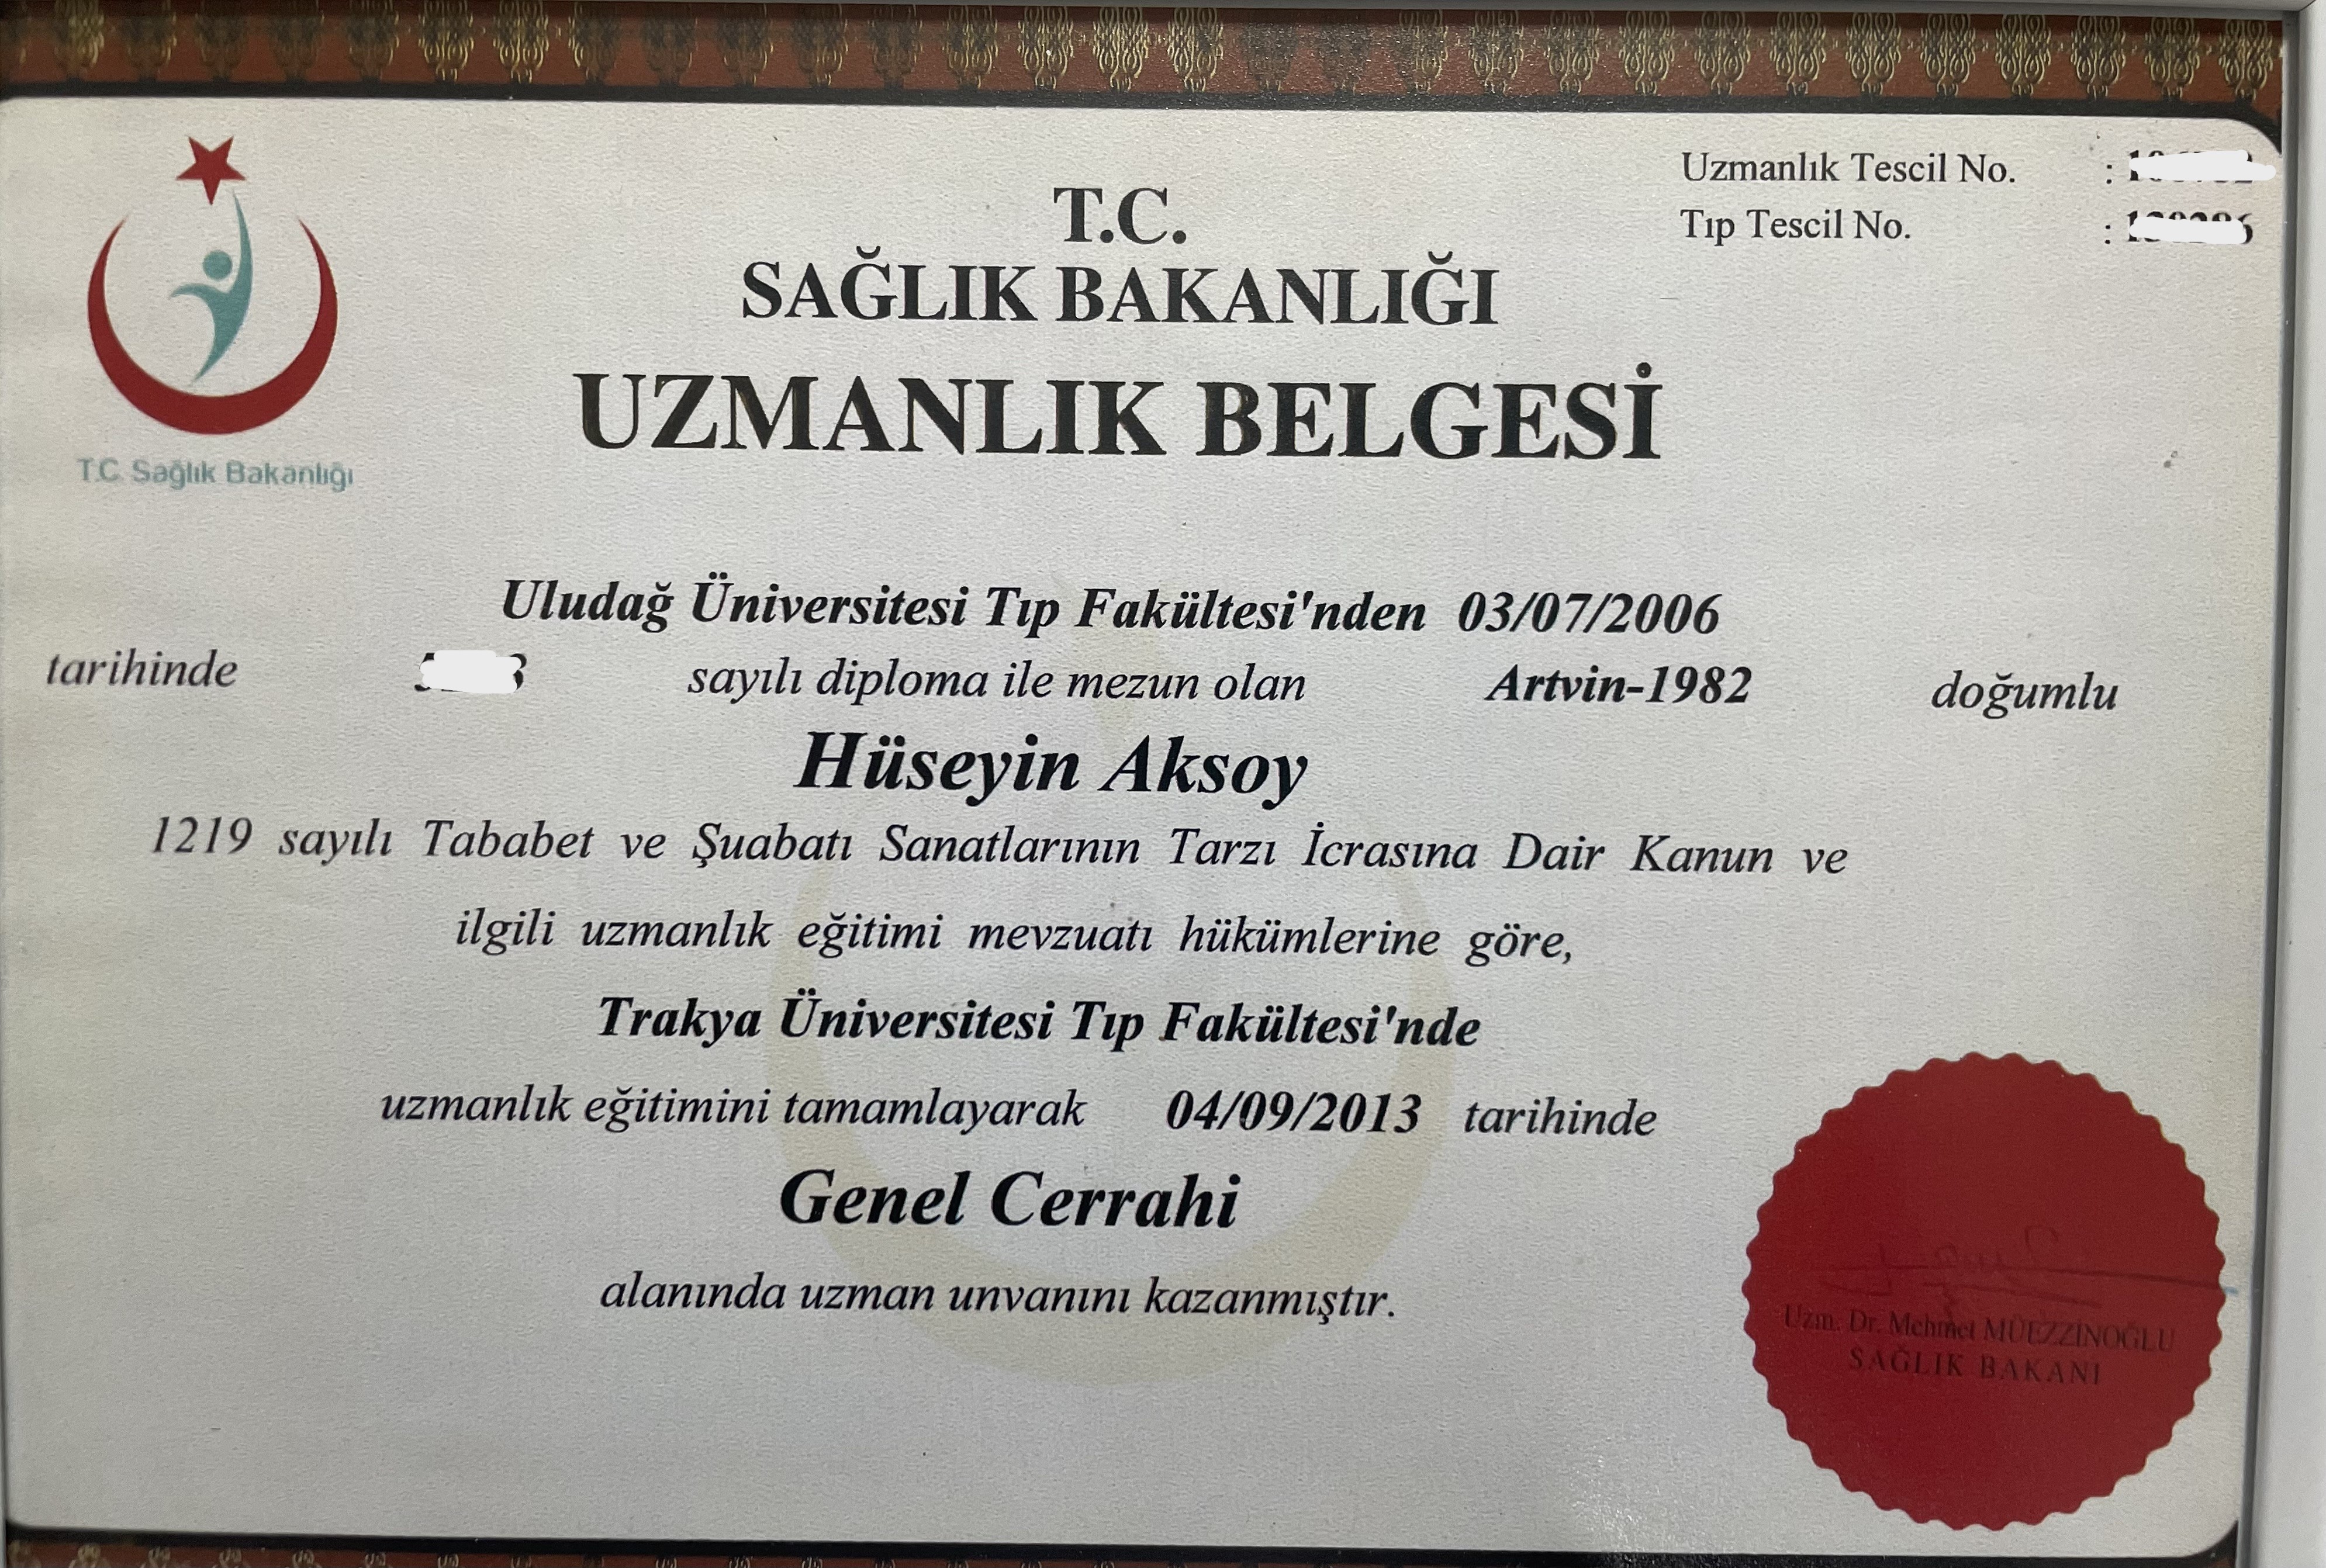 Uzmanlık Tescil No. :
Tıp Tescil No. :
T.C.
SAĞLIK BAKANLIĞI
UZMANLIK BELGESİ
T.C. Sağlık Bakanlığı
Uludağ Üniversitesi Tıp Fakültesi'nden 03/07/2006
tarihinde sayılı diploma ile mezun olan Artvin-1982 doğumlu
Hüseyin Aksoy
1219 sayılı Tababet ve Şuabatı Sanatlarının Tarzı İcrasına Dair Kanun ve
ilgili uzmanlık eğitimi mevzuatı hükümlerine göre,
Trakya Üniversitesi Tıp Fakültesi'nde
uzmanlık eğitimini tamamlayarak 04/09/2013 tarihinde
Genel Cerrahi
alanında uzman unvanını kazanmıştır.
Uzm. Dr. Mehmet MÜEZZİNOĞLU
SAĞLIK BAKANI